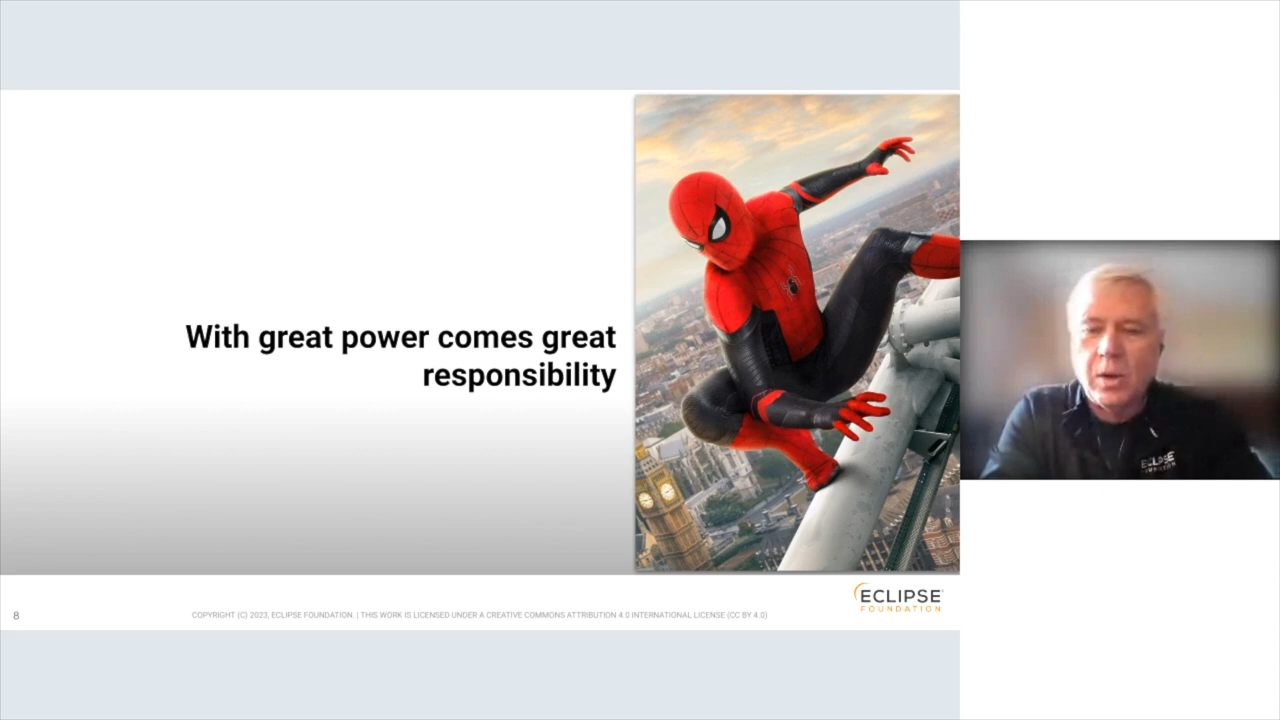 With great power comes great
responsibility
8
COPYRIGHT (C) 2023, ECLIPSE FOUNDATION. | THIS WORK IS LICENSED UNDER A CREATIVE COMMONS ATTRIBUTION 4.0 INTERNATIONAL LICENSE (CC BY 4.0)
ECLIPSE
FOUNDATION
ECLIPSE